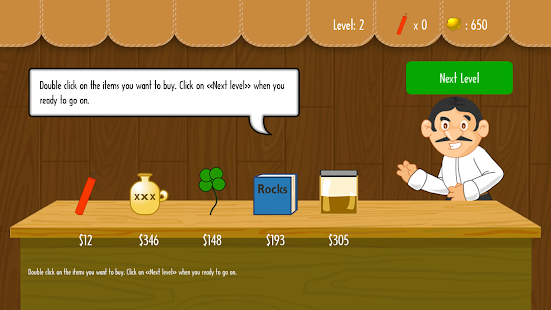 Level: 2 x 0 : 650
Next Level
Double click on the items you want to buy. Click on «Next level» when you
ready to go on.
xxx
Rocks
$12 $346 $148 $193 $305
Double click on the items you want to buy. Click on «Next level» when you ready to go on.